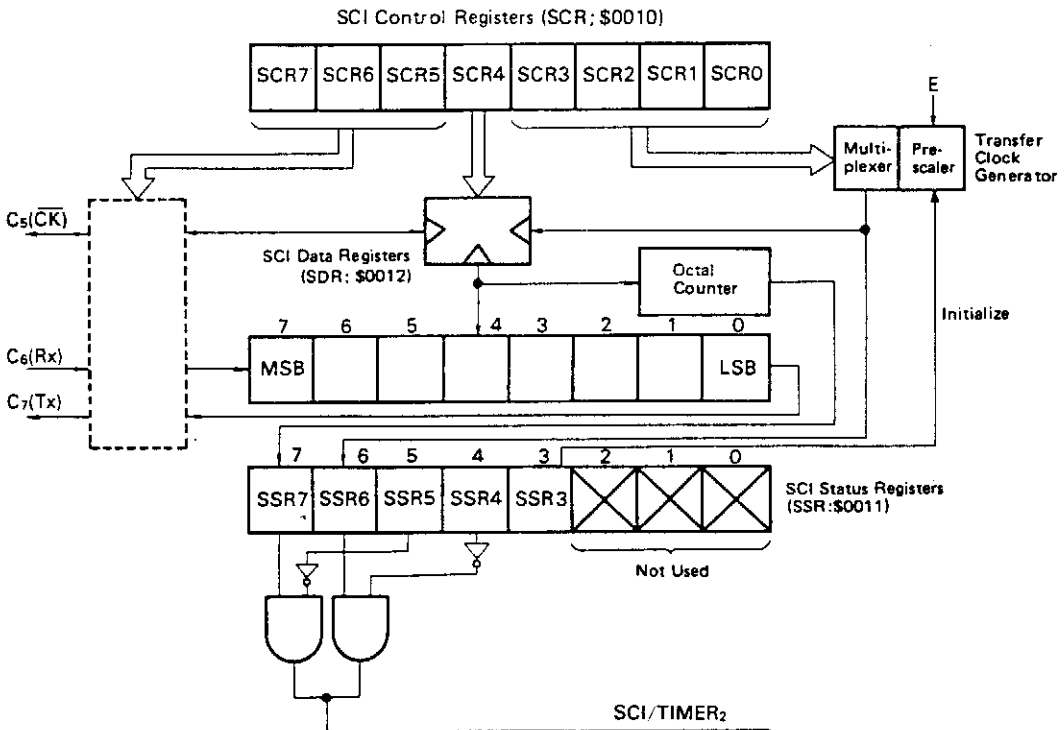 SCI Control Registers (SCR; $0010)
SCR7 SCR6 SCR5 SCR4 SCR3 SCR2 SCR1 SCR0
E
Multi-
plexer
Pre-
scaler
Transfer
Clock
Generator
C₅(C̅K̅)
SCI Data Registers
(SDR; $0012)
Octal
Counter
Initialize
7 6 5 4 3 2 1 0
C₆(Rx)
MSB LSB
C₇(Tx)
7 6 5 4 3 2 1 0
SSR7 SSR6 SSR5 SSR4 SSR3
SCI Status Registers
(SSR:$0011)
Not Used
SCI/TIMER₂